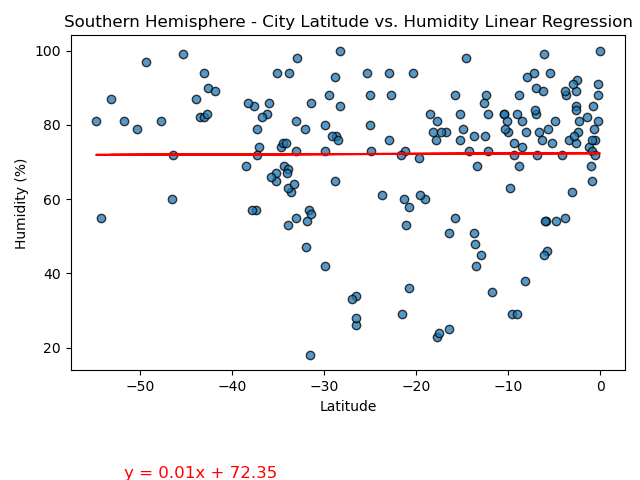 Southern Hemisphere - City Latitude vs. Humidity Linear Regression
100
80
60
40
20
Humidity (%)
−50 −40 −30 −20 −10 0
Latitude
y = 0.01x + 72.35